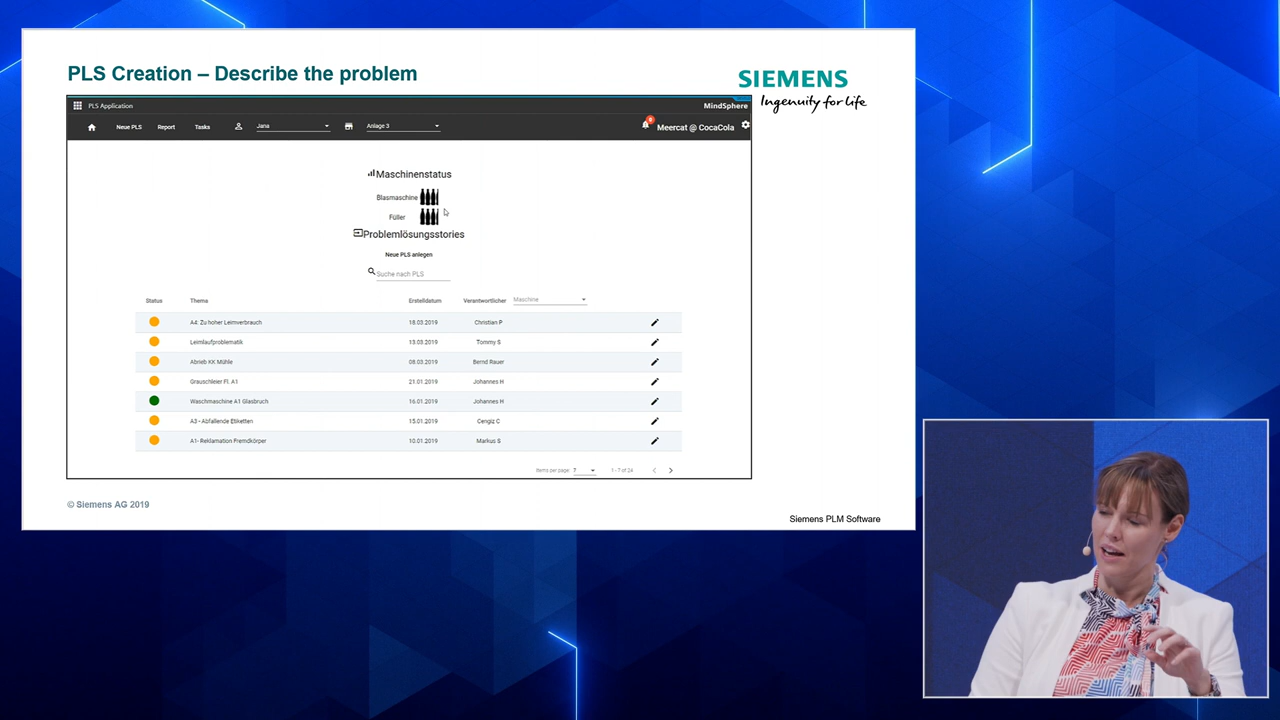 PLS Creation – Describe the problem
SIEMENS
Ingenuity for life
PLS Application
MindSphere
Neue PLS Report Tasks Jana Anlage 3 Meercat @ CocaCola
Maschinenstatus
Blasmaschine
Füller
Problemlösungsstories
Neue PLS anlegen
Suche nach PLS
Status Thema Erstelldatum Verantwortlicher Maschine
A4: Zu hoher Leimverbrauch 18.03.2019 Christian P
Leimlaufproblematik 13.03.2019 Tommy S
Abrieb KK Mühle 08.03.2019 Bernd Rauer
Grauschleier Fl. A1 21.01.2019 Johannes H
Waschmaschine A1 Glasbruch 16.01.2019 Johannes H
A3 - Abfallende Etiketten 15.01.2019 Cengiz C
A1- Reklamation Fremdkörper 10.01.2019 Markus S
Items per page: 7 1 - 7 of 24
© Siemens AG 2019
Siemens PLM Software